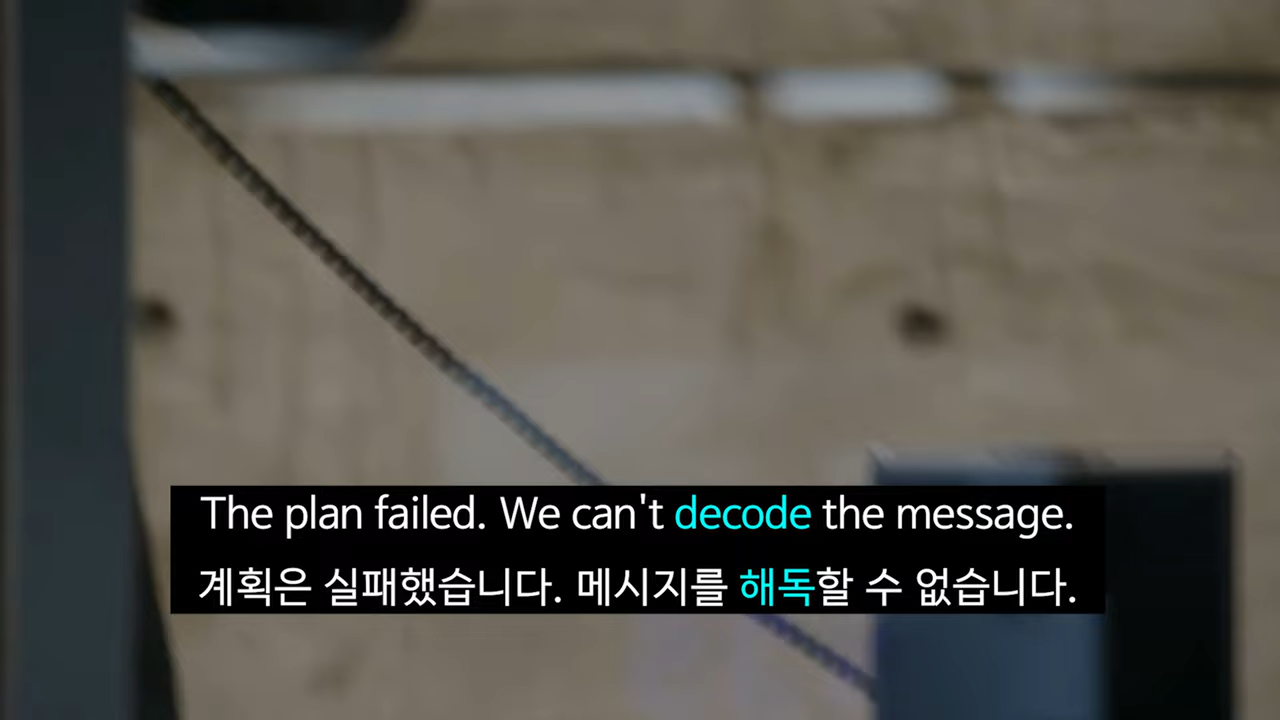 The plan failed. We can't decode the message.
계획은 실패했습니다. 메시지를 해독할 수 없습니다.